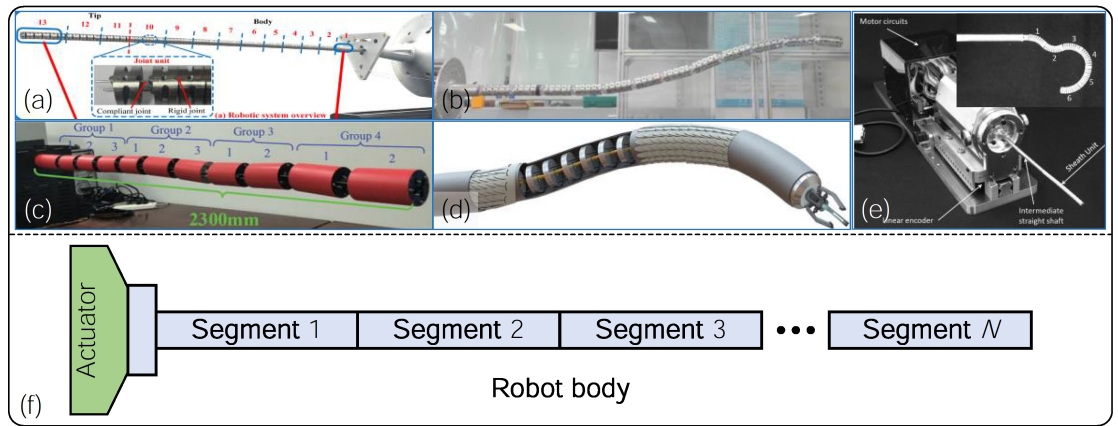 Tip
Body
13 12 11 10 9 8 7 6 5 4 3 2 1
Joint unit
Compliant joint
Rigid joint
(a) Robotic system overview
(a)
(b)
Group 1
Group 2
Group 3
Group 4
1 2 3 1 2 3 1 2 1 2
2300mm
(c)
(d)
Motor circuits
1
2
3
4
5
6
Sheath Unit
Linear encoder
Intermediate
straight shaft
(e)
Actuator
Segment 1
Segment 2
Segment 3
•••
Segment N
Robot body
(f)